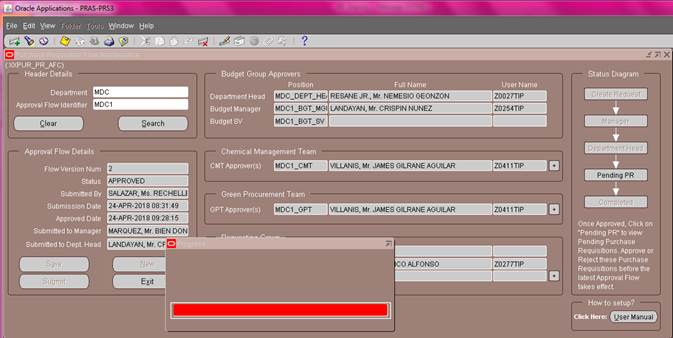 Oracle Applications - PRAS-PRS3
File Edit View Folder Tools Window Help
(XXPUR_PR_AFC)
Header Details
Department MDC
Approval Flow Identifier MDC1
Clear Search
Approval Flow Details
Flow Version Num 2
Status APPROVED
Submitted By SALAZAR, Ms. RECHELLE
Submission Date 24-APR-2018 08:31:49
Approved Date 24-APR-2018 09:28:15
Submitted to Manager MARQUEZ, Mr. BIEN DON
Submitted to Dept. Head LANDAYAN, Mr. CF
Save New
Submit Exit
Budget Group Approvers
Position Full Name User Name
Department Head MDC_DEPT_HEA RESANE JR., Mr. NEMESIO GEONZON Z0027TIP
Budget Manager MDC1_BGT_MGI LANDAYAN, Mr. CRISPIN NUNEZ Z0254TIP
Budget SV MDC1_BGT_SV
Chemical Management Team
CMT Approver(s) MDC1_CMT VILLANIS, Mr. JAMES GILRANE AGUILAR Z0411TIP
Green Procurement Team
GPT Approver(s) MDC1_GPT VILLANIS, Mr. JAMES GILRANE AGUILAR Z0411TIP
Requesting Group
ICO ALFONSO Z0277TIP
Progress
Status Diagram
Create Request
Manager
Department Head
Pending PR
Completed
Once Approved, Click on
"Pending PR" to view
Pending Purchase
Requisitions. Approve or
Reject these Purchase
Requisitions before the
latest Approval Flow
takes effect.
How to setup?
Click Here: User Manual